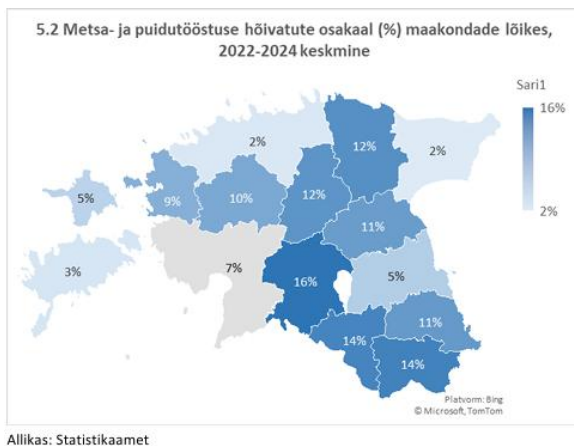 5.2 Metsa- ja puidutööstuse hõivatute osakaal (%) maakondade lõikes,
2022-2024 keskmine
Sari1
16%
2%
2%
12%
2%
5%
9%
10%
12%
11%
3%
7%
16%
5%
11%
14%
14%
Platvorm: Bing
© Microsoft, TomTom
Allikas: Statistikaamet